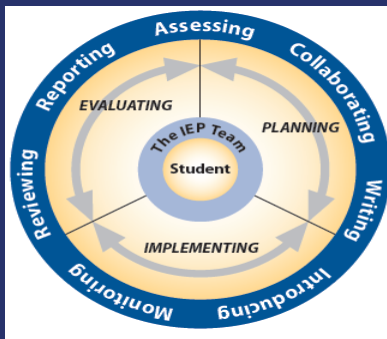 Assessing
Collaborating
Writing
Introducing
Monitoring
Reviewing
Reporting
EVALUATING
PLANNING
IMPLEMENTING
The IEP Team
Student